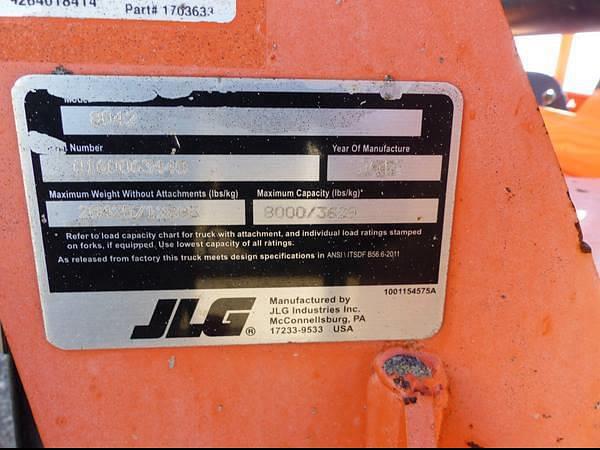 Part# 1703633
8042
Number
Year Of Manufacture
Maximum Weight Without Attachments (lbs/kg)
Maximum Capacity (lbs/kg)*
8000/3629
Refer to load capacity chart for truck with attachment, and individual load ratings stamped
on forks, if equipped. Use lowest capacity of all ratings.
As released from factory this truck meets design specifications in ANSI \ ITSDF B56.6-2011
1001154575A
JLG®
Manufactured by
JLG Industries Inc.
McConnellsburg, PA
17233-9533 USA